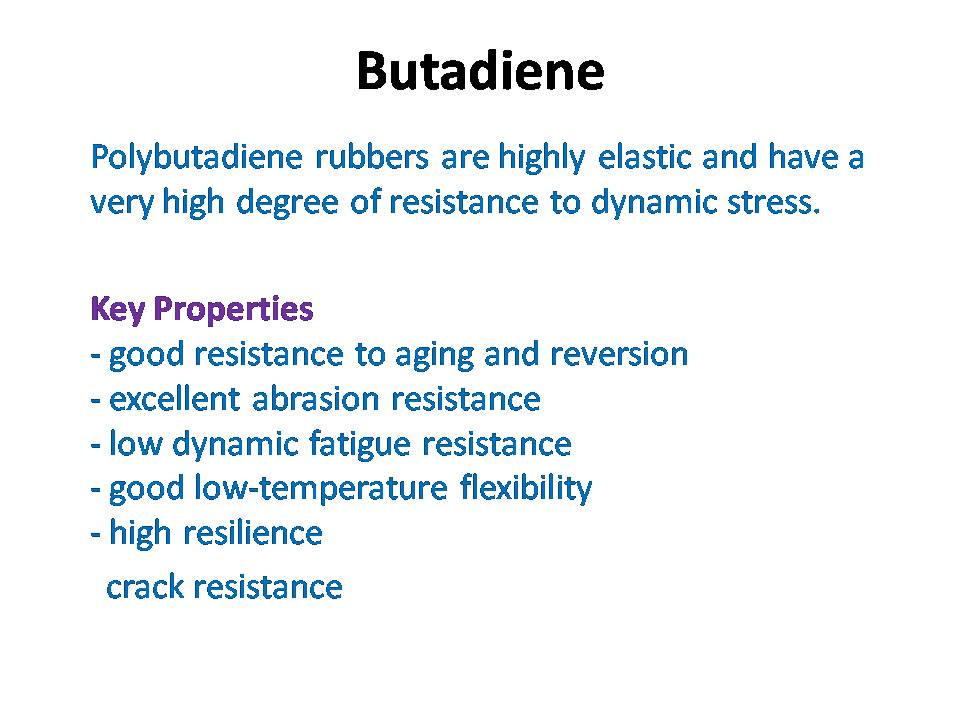 Butadiene
Polybutadiene rubbers are highly elastic and have a
very high degree of resistance to dynamic stress.
Key Properties
- good resistance to aging and reversion
- excellent abrasion resistance
- low dynamic fatigue resistance
- good low-temperature flexibility
- high resilience
crack resistance